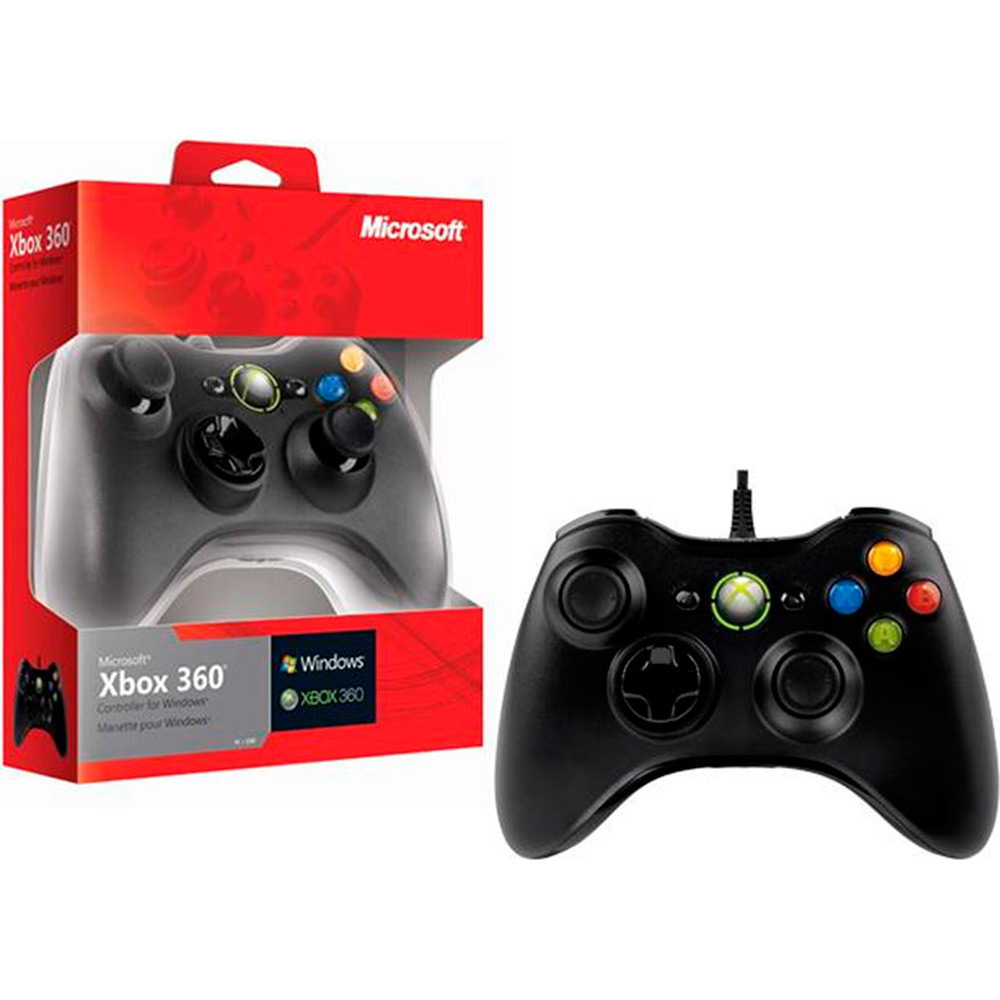 Microsoft
Xbox 360
Controller for Windows®
Manette pour Windows®
Microsoft®
Microsoft®
Xbox 360®
Controller for Windows®
Manette pour Windows®
Windows®
XBOX 360
A